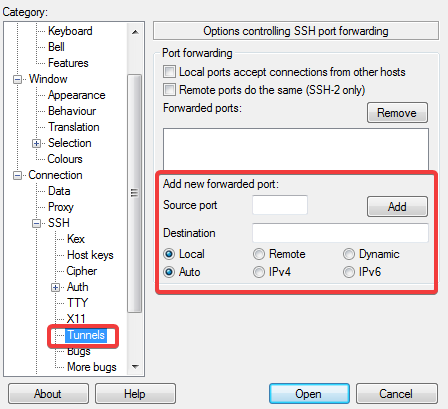 Category:
Keyboard
Bell
Features
Window
Appearance
Behaviour
Translation
Selection
Colours
Connection
Data
Proxy
SSH
Kex
Host keys
Cipher
Auth
TTY
X11
Tunnels
Bugs
More bugs
Options controlling SSH port forwarding
Port forwarding
Local ports accept connections from other hosts
Remote ports do the same (SSH-2 only)
Forwarded ports:
Remove
Add new forwarded port:
Source port
Add
Destination
Local Remote Dynamic
Auto IPv4 IPv6
About Help Open Cancel